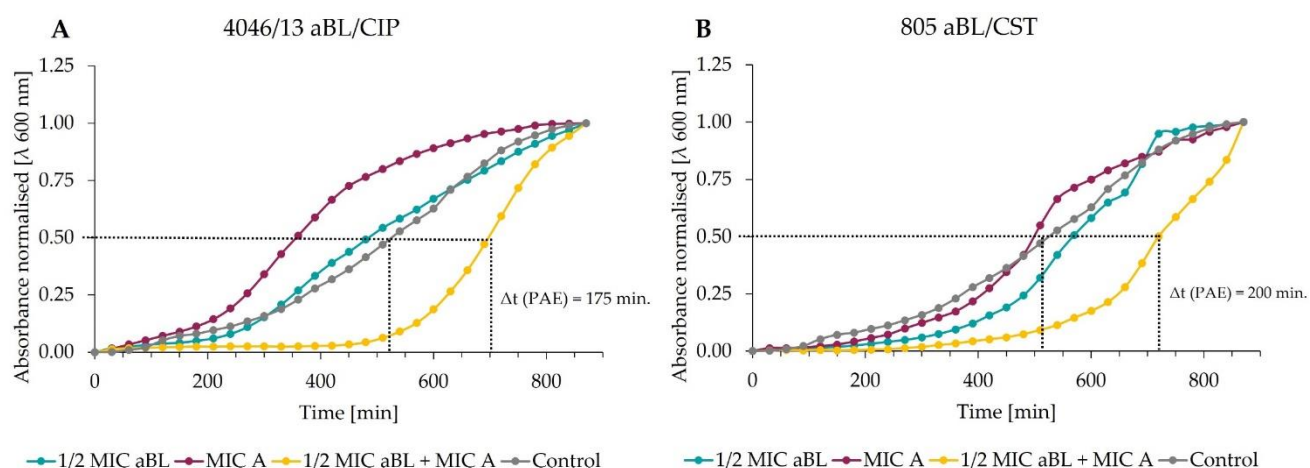 A
4046/13 aBL/CIP
Absorbance normalised [λ 600 nm]
1.25
1.00
0.75
0.50
0.25
0.00
Δt (PAE) = 175 min.
0 200 400 600 800
Time [min]
1/2 MIC aBL MIC A 1/2 MIC aBL + MIC A Control
B
805 aBL/CST
Absorbance normalised [λ 600 nm]
1.25
1.00
0.75
0.50
0.25
0.00
Δt (PAE) = 200 min.
0 200 400 600 800
Time [min]
1/2 MIC aBL MIC A 1/2 MIC aBL + MIC A Control